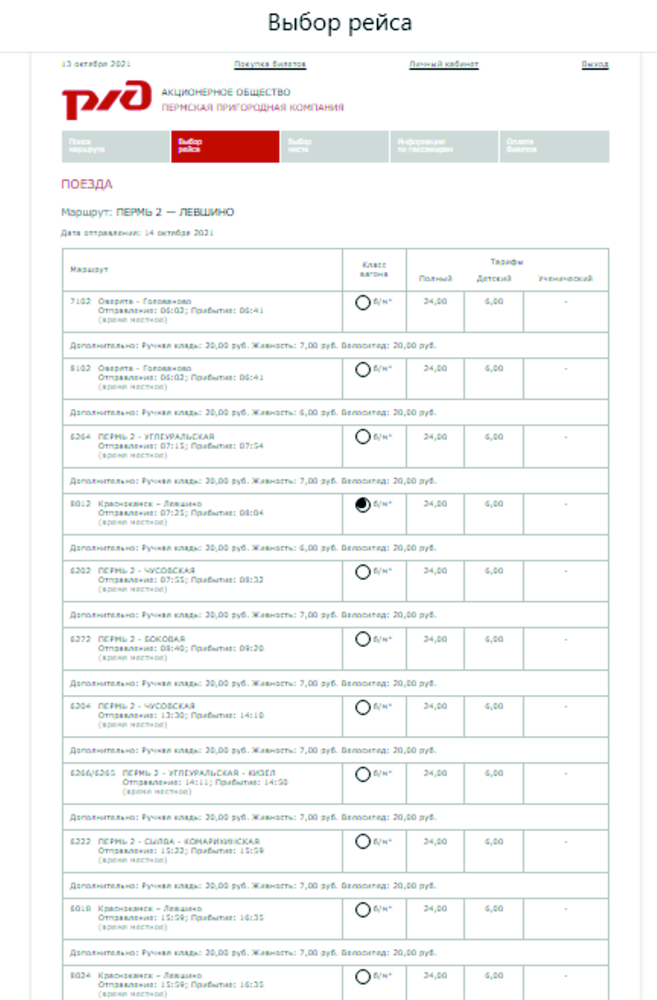 Выбор рейса
13 октября 2021 Покупка билетов Личный кабинет Выход
ржд АКЦИОНЕРНОЕ ОБЩЕСТВО
ПЕРМСКАЯ ПРИГОРОДНАЯ КОМПАНИЯ
Поиск маршрута
Выбор рейса
Выбор места
Информация по пассажирам
Оплата билетов
ПОЕЗДА
Маршрут: ПЕРМЬ 2 — ЛЕВШИНО
Дата отправления: 14 октября 2021
Маршрут Класс вагона Тарифы
Полный Детский Ученический
7102 Оверята - Голованово б/м* 24,00 6,00 -
Отправление: 06:02; Прибытие: 06:41
(время местное)
Дополнительно: Ручная кладь: 20,00 руб. Живность: 7,00 руб. Велосипед: 20,00 руб.
8102 Оверята - Голованово б/м* 24,00 6,00 -
Отправление: 06:02; Прибытие: 06:41
(время местное)
Дополнительно: Ручная кладь: 20,00 руб. Живность: 6,00 руб. Велосипед: 20,00 руб.
6264 ПЕРМЬ 2 - УГЛЕУРАЛЬСКАЯ б/м* 24,00 6,00 -
Отправление: 07:15; Прибытие: 07:54
(время местное)
Дополнительно: Ручная кладь: 20,00 руб. Живность: 7,00 руб. Велосипед: 20,00 руб.
8012 Краснокамск – Левшино б/м* 24,00 6,00 -
Отправление: 07:25; Прибытие: 08:04
(время местное)
Дополнительно: Ручная кладь: 20,00 руб. Живность: 6,00 руб. Велосипед: 20,00 руб.
6202 ПЕРМЬ 2 - ЧУСОВСКАЯ б/м* 24,00 6,00 -
Отправление: 07:55; Прибытие: 08:32
(время местное)
Дополнительно: Ручная кладь: 20,00 руб. Живность: 7,00 руб. Велосипед: 20,00 руб.
6272 ПЕРМЬ 2 - БОКОВАЯ б/м* 24,00 6,00 -
Отправление: 08:40; Прибытие: 09:20
(время местное)
Дополнительно: Ручная кладь: 20,00 руб. Живность: 7,00 руб. Велосипед: 20,00 руб.
6204 ПЕРМЬ 2 - ЧУСОВСКАЯ б/м* 24,00 6,00 -
Отправление: 13:30; Прибытие: 14:10
(время местное)
Дополнительно: Ручная кладь: 20,00 руб. Живность: 7,00 руб. Велосипед: 20,00 руб.
6266/6265 ПЕРМЬ 2 - УГЛЕУРАЛЬСКАЯ - КИЗЕЛ б/м* 24,00 6,00 -
Отправление: 14:11; Прибытие: 14:50
(время местное)
Дополнительно: Ручная кладь: 20,00 руб. Живность: 7,00 руб. Велосипед: 20,00 руб.
6222 ПЕРМЬ 2 - СЫЛВА - КОМАРИХИНСКАЯ б/м* 24,00 6,00 -
Отправление: 15:22; Прибытие: 15:59
(время местное)
Дополнительно: Ручная кладь: 20,00 руб. Живность: 7,00 руб. Велосипед: 20,00 руб.
6018 Краснокамск – Левшино б/м* 24,00 6,00 -
Отправление: 15:59; Прибытие: 16:35
(время местное)
Дополнительно: Ручная кладь: 20,00 руб. Живность: 7,00 руб. Велосипед: 20,00 руб.
8024 Краснокамск – Левшино б/м* 24,00 6,00 -
Отправление: 15:59; Прибытие: 16:35
(время местное)